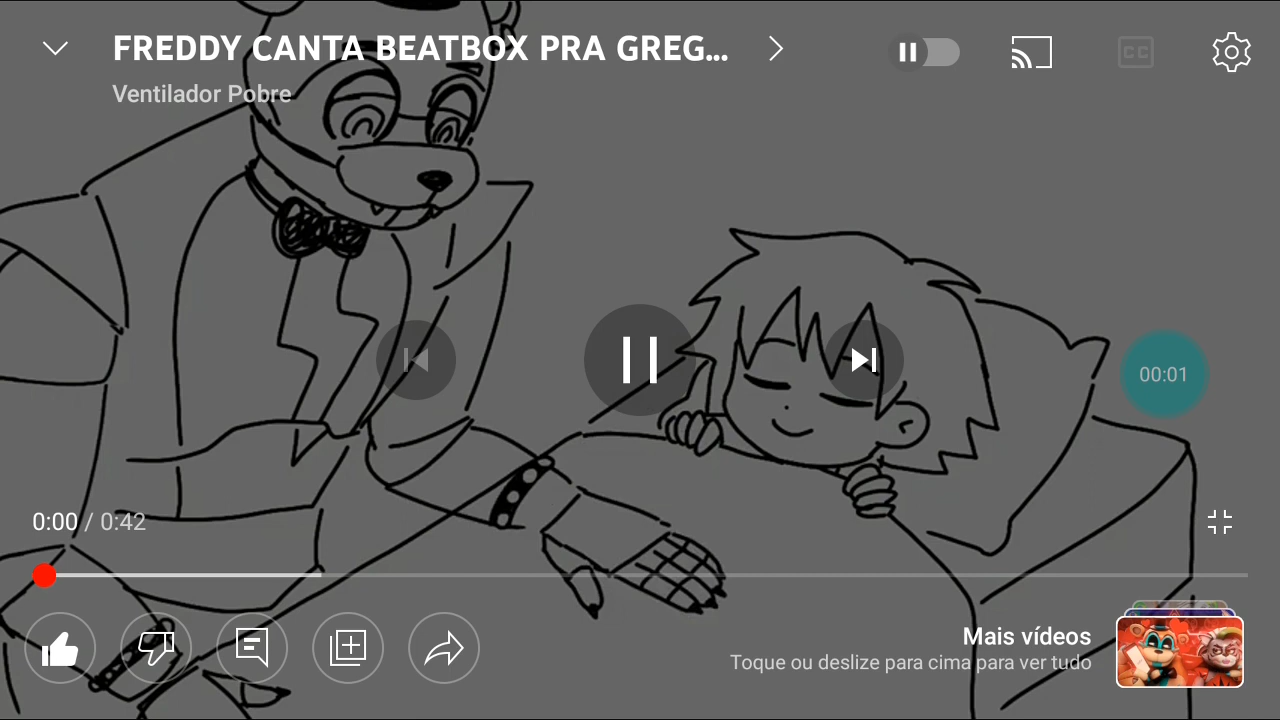 FREDDY CANTA BEATBOX PRA GREG...
Ventilador Pobre
CC
00:01
0:00 / 0:42
Mais vídeos
Toque ou deslize para cima para ver tudo